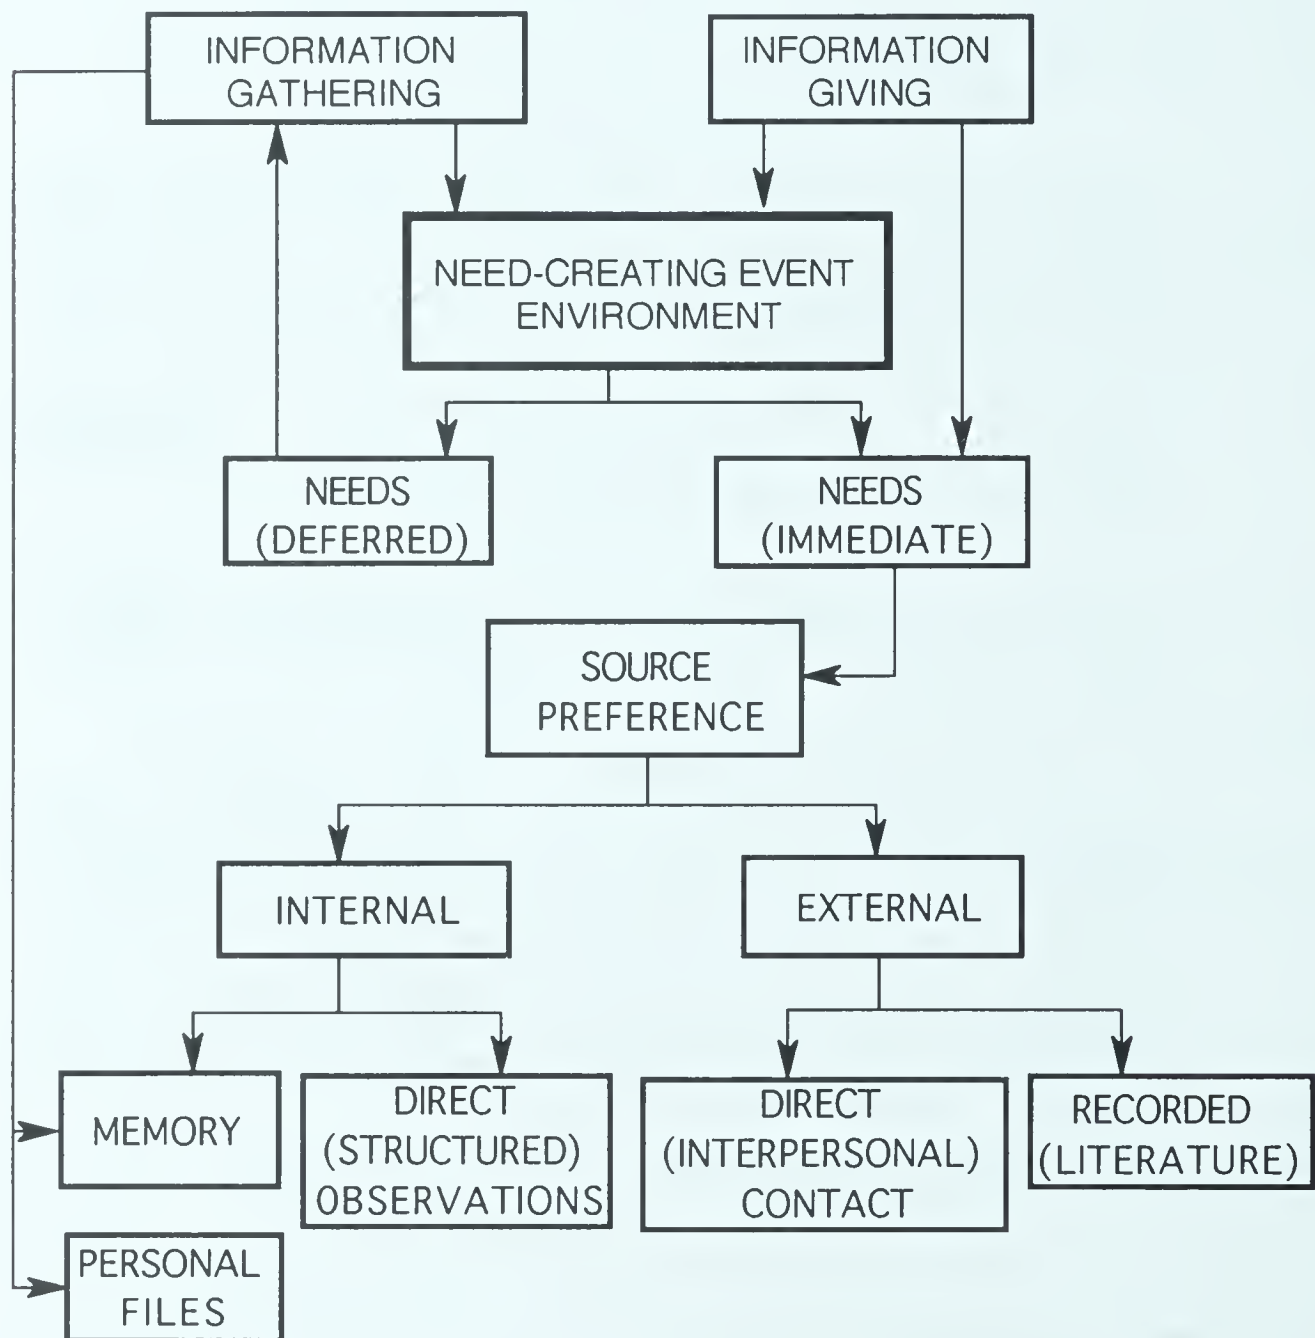 INFORMATION
GATHERING
INFORMATION
GIVING
NEED-CREATING EVENT
ENVIRONMENT
NEEDS
(DEFERRED)
NEEDS
(IMMEDIATE)
SOURCE
PREFERENCE
INTERNAL
EXTERNAL
MEMORY
DIRECT
(STRUCTURED)
OBSERVATIONS
DIRECT
(INTERPERSONAL)
CONTACT
RECORDED
(LITERATURE)
PERSONAL
FILES